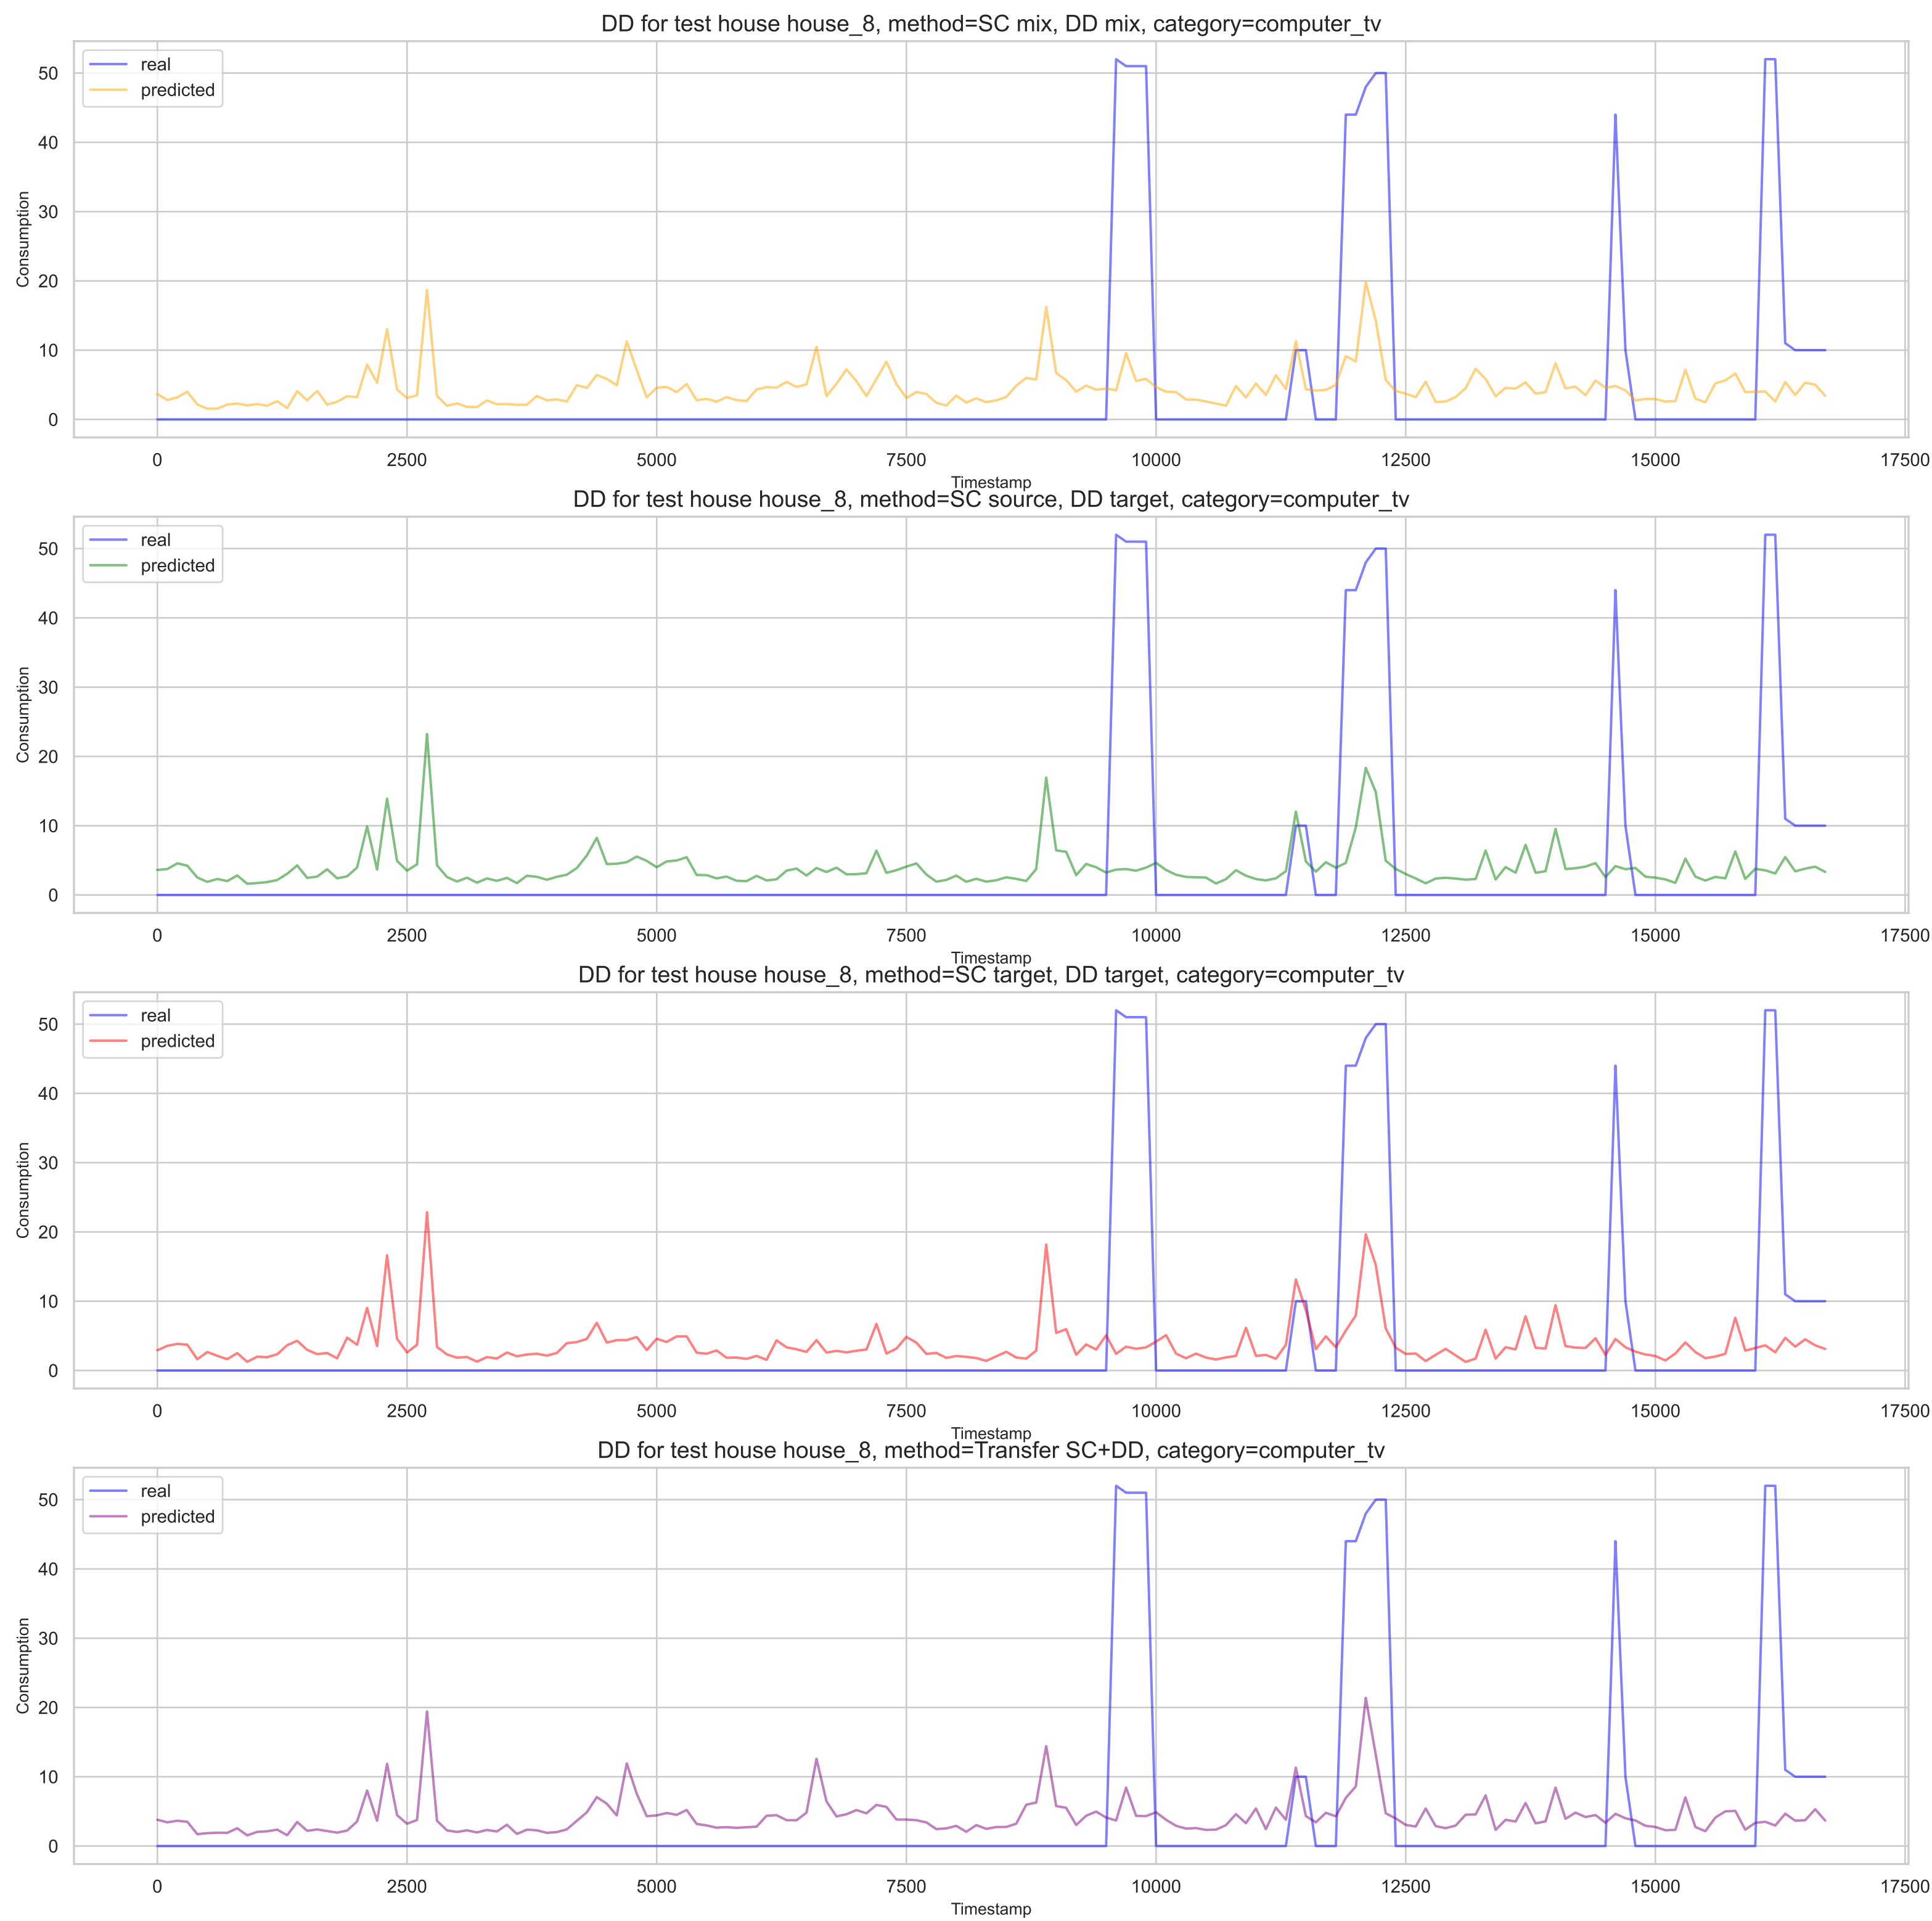 DD for test house house_8, method=SC mix, DD mix, category=computer_tv
real
predicted
50
40
30
20
10
0
Consumption
0 2500 5000 7500 10000 12500 15000 17500
Timestamp
DD for test house house_8, method=SC source, DD target, category=computer_tv
real
predicted
50
40
30
20
10
0
Consumption
0 2500 5000 7500 10000 12500 15000 17500
Timestamp
DD for test house house_8, method=SC target, DD target, category=computer_tv
real
predicted
50
40
30
20
10
0
Consumption
0 2500 5000 7500 10000 12500 15000 17500
Timestamp
DD for test house house_8, method=Transfer SC+DD, category=computer_tv
real
predicted
50
40
30
20
10
0
Consumption
0 2500 5000 7500 10000 12500 15000 17500
Timestamp